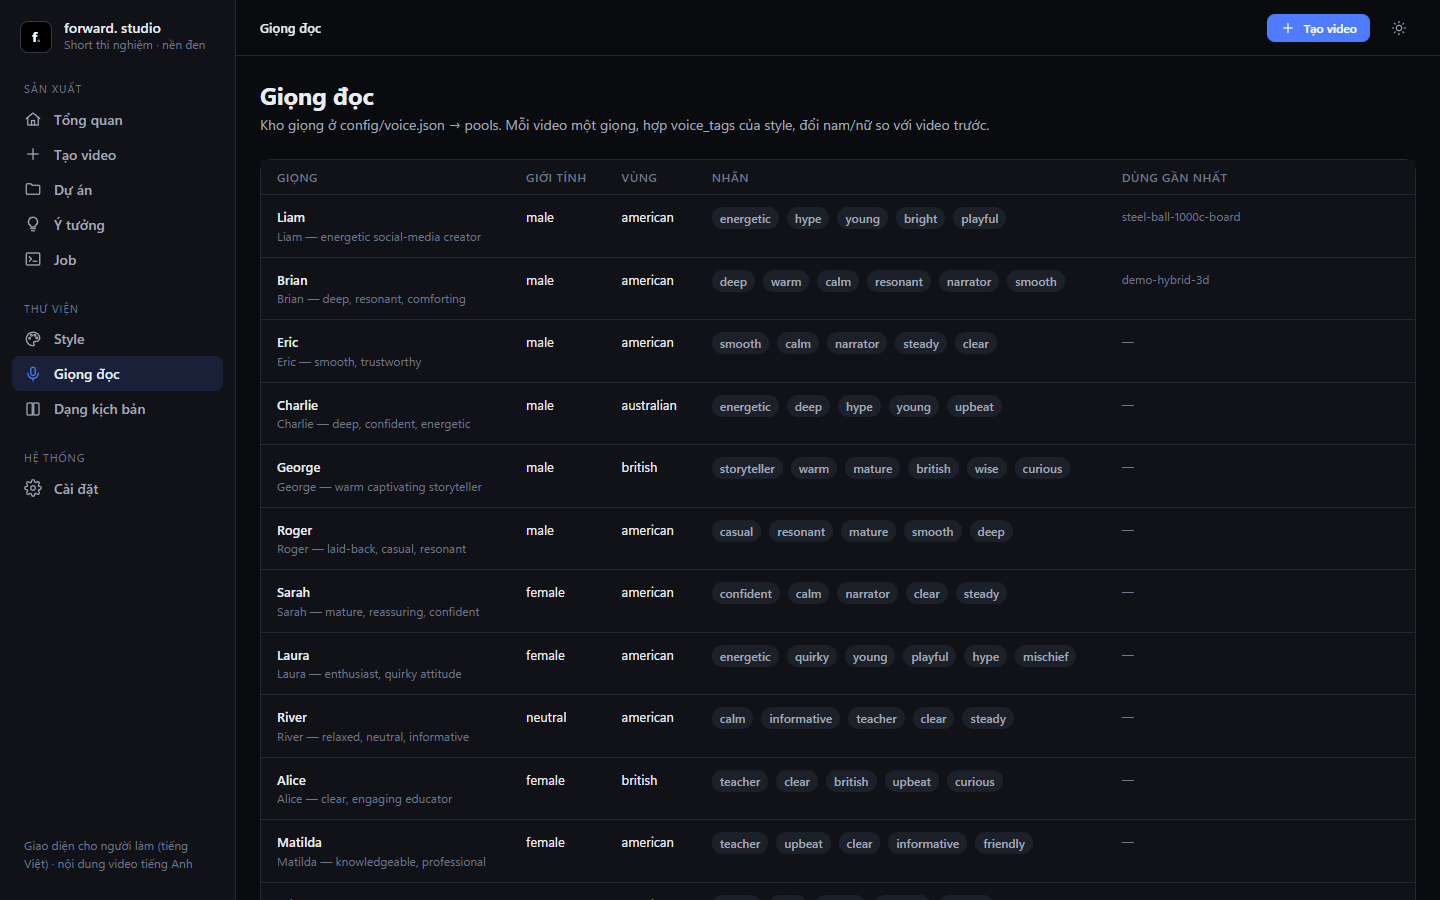 f.
forward. studio
Short thí nghiệm · nền đen
SẢN XUẤT
Tổng quan
Tạo video
Dự án
Ý tưởng
Job
THƯ VIỆN
Style
Giọng đọc
Dạng kịch bản
HỆ THỐNG
Cài đặt
Giao diện cho người làm (tiếng
Việt) · nội dung video tiếng Anh
Giọng đọc
Tạo video
Giọng đọc
Kho giọng ở config/voice.json → pools. Mỗi video một giọng, hợp voice_tags của style, đổi nam/nữ so với video trước.
GIỌNG GIỚI TÍNH VÙNG NHÃN DÙNG GẦN NHẤT
Liam male american energetic hype young bright playful steel-ball-1000c-board
Liam — energetic social-media creator
Brian male american deep warm calm resonant narrator smooth demo-hybrid-3d
Brian — deep, resonant, comforting
Eric male american smooth calm narrator steady clear —
Eric — smooth, trustworthy
Charlie male australian energetic deep hype young upbeat —
Charlie — deep, confident, energetic
George male british storyteller warm mature british wise curious —
George — warm captivating storyteller
Roger male american casual resonant mature smooth deep —
Roger — laid-back, casual, resonant
Sarah female american confident calm narrator clear steady —
Sarah — mature, reassuring, confident
Laura female american energetic quirky young playful hype mischief —
Laura — enthusiast, quirky attitude
River neutral american calm informative teacher clear steady —
River — relaxed, neutral, informative
Alice female british teacher clear british upbeat curious —
Alice — clear, engaging educator
Matilda female american teacher upbeat clear informative friendly —
Matilda — knowledgeable, professional